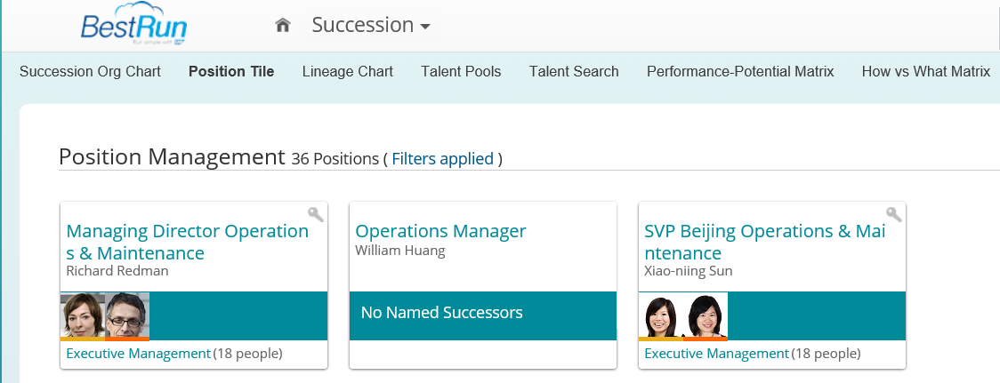 BestRun
Run simple with SAP
Succession
Succession Org Chart Position Tile Lineage Chart Talent Pools Talent Search Performance-Potential Matrix How vs What Matrix
Position Management 36 Positions ( Filters applied )
Managing Director Operation
s & Maintenance
Richard Redman
Executive Management (18 people)
Operations Manager
William Huang
No Named Successors
SVP Beijing Operations & Mai
ntenance
Xiao-niing Sun
Executive Management (18 people)